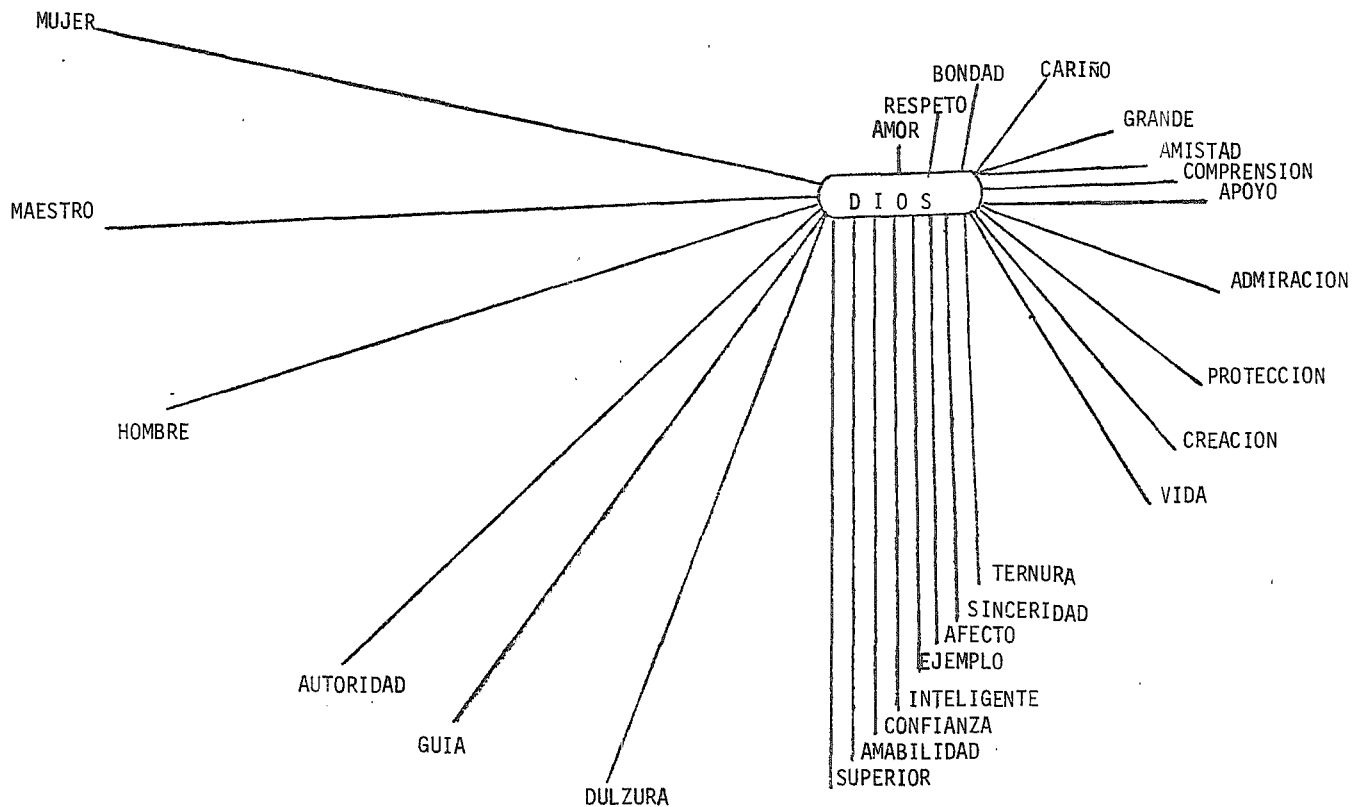 MUJER
BONDAD
CARIÑO
RESPETO
AMOR
GRANDE
AMISTAD
COMPRENSION
APOYO
DIOS
MAESTRO
ADMIRACION
PROTECCION
HOMBRE
CREACION
VIDA
TERNURA
SINCERIDAD
AFECTO
EJEMPLO
AUTORIDAD
INTELIGENTE
CONFIANZA
GUIA
AMABILIDAD
SUPERIOR
DULZURA